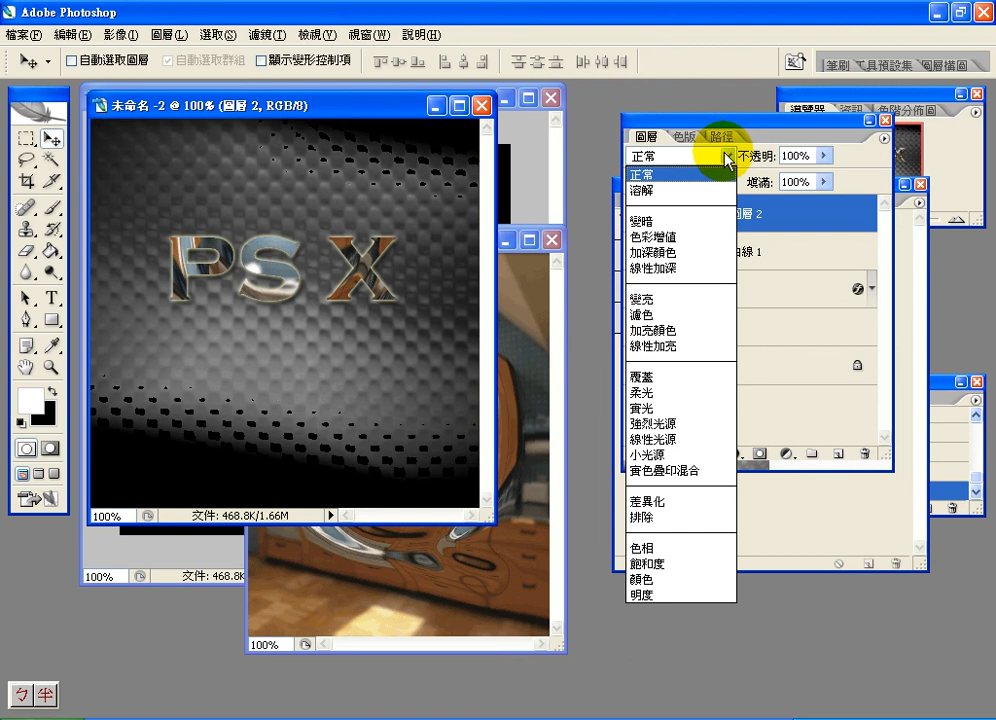 Adobe Photoshop
檔案(F) 編輯(E) 影像(I) 圖層(L) 選取(S) 濾鏡(T) 檢視(V) 視窗(W) 說明(H)
自動選取圖層 自動選取群組 顯示變形控制項
筆刷 工具預設集 圖層構圖
未命名 -2 @ 100% (圖層 2, RGB/8)
導覽器 資訊 色階分佈圖
圖層 色版 路徑
正常 不透明: 100%
正常 填滿: 100%
溶解
圖層 2
變暗
色彩增值
加深顏色
線性加深
變亮
濾色
加亮顏色
線性加亮
覆蓋
柔光
實光
強烈光源
線性光源
小光源
實色疊印混合
差異化
排除
色相
飽和度
顏色
明度
PS X
100% 文件: 468.8K/1.66M
100% 文件: 468.8K
100%
ㄅ 半